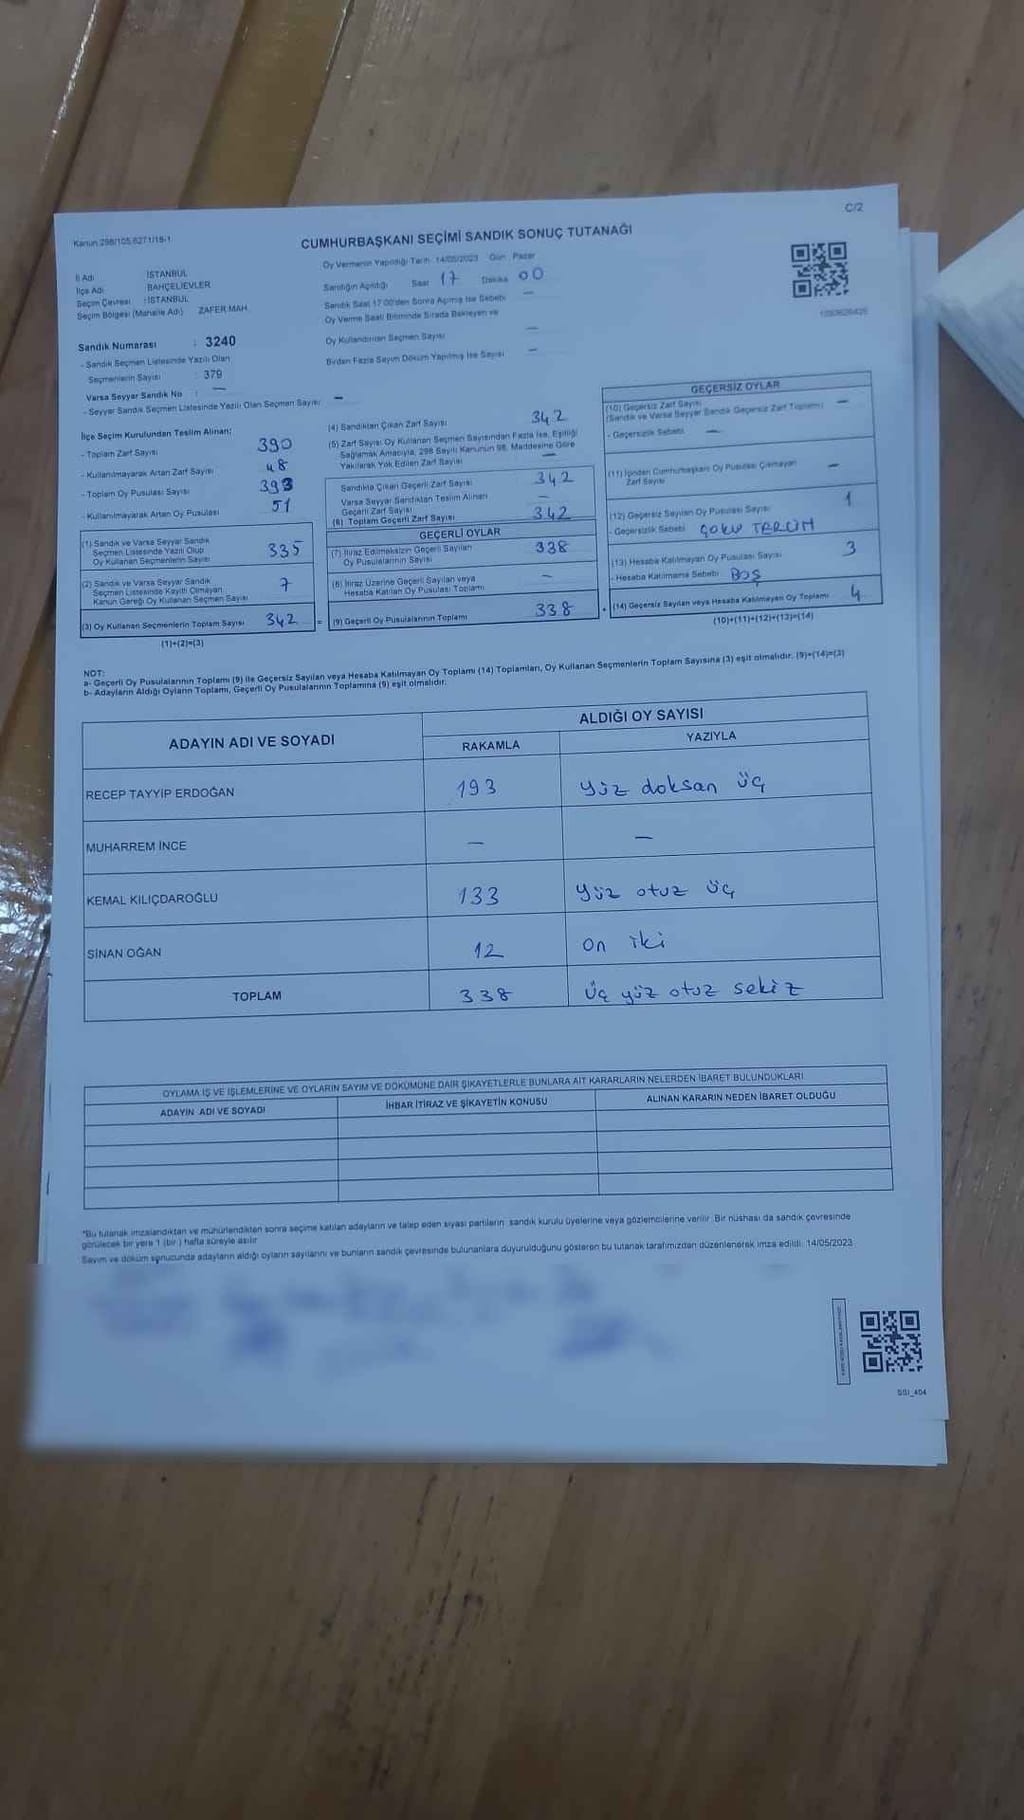 C/2
Kanun:298/105,6271/18-1
CUMHURBAŞKANI SEÇİMİ SANDIK SONUÇ TUTANAĞI
İl Adı : İSTANBUL
İlçe Adı : BAHÇELİEVLER
Seçim Çevresi : İSTANBUL
Seçim Bölgesi (Mahalle Adı) ZAFER MAH.
Oy Vermenin Yapıldığı Tarih: 14/05/2023 Gün: Pazar
Sandığın Açıldığı Saat 17 Dakika 00
Sandık Saat 17:00'den Sonra Açılmış İse Sebebi —
Oy Verme Saati Bitiminde Sırada Bekleyen ve
Oy Kullandırılan Seçmen Sayısı —
Birden Fazla Sayım Döküm Yapılmış İse Sayısı —
Sandık Numarası : 3240
- Sandık Seçmen Listesinde Yazılı Olan
Seçmenlerin Sayısı : 379
Varsa Seyyar Sandık No : —
- Seyyar Sandık Seçmen Listesinde Yazılı Olan Seçmen Sayısı —
İlçe Seçim Kurulundan Teslim Alınan:
- Toplam Zarf Sayısı 390
- Kullanılmayarak Artan Zarf Sayısı 48
- Toplam Oy Pusulası Sayısı 393
- Kullanılmayarak Artan Oy Pusulası 51
(1) Sandık ve Varsa Seyyar Sandık
Seçmen Listesinde Yazılı Olup
Oy Kullanan Seçmenlerin Sayısı 335
(2) Sandık ve Varsa Seyyar Sandık
Seçmen Listesinde Kayıtlı Olmayan
Kanun Gereği Oy Kullanan Seçmen Sayısı 7
(3) Oy Kullanan Seçmenlerin Toplam Sayısı 342
(1)+(2)=(3)
(4) Sandıktan Çıkan Zarf Sayısı 342
(5) Zarf Sayısı Oy Kullanan Seçmen Sayısından Fazla İse, Eşitliği
Sağlamak Amacıyla, 298 Sayılı Kanunun 98. Maddesine Göre
Yakılarak Yok Edilen Zarf Sayısı —
Sandıkta Çıkan Geçerli Zarf Sayısı 342
Varsa Seyyar Sandıktan Teslim Alınan
Geçerli Zarf Sayısı —
(6) Toplam Geçerli Zarf Sayısı 342
GEÇERLİ OYLAR
(7) İtiraz Edilmeksizin Geçerli Sayılan
Oy Pusulalarının Sayısı 338
(8) İtiraz Üzerine Geçerli Sayılan veya
Hesaba Katılan Oy Pusulası Toplamı —
= (9) Geçerli Oy Pusulalarının Toplamı 338
GEÇERSİZ OYLAR
(10) Geçersiz Zarf Sayısı
(Sandık ve Varsa Seyyar Sandık Geçersiz Zarf Toplamı) —
- Geçersizlik Sebebi —
(11) İçinden Cumhurbaşkanı Oy Pusulası Çıkmayan
Zarf Sayısı —
(12) Geçersiz Sayılan Oy Pusulası Sayısı 1
- Geçersizlik Sebebi ÇOKLU TERCİH
(13) Hesaba Katılmayan Oy Pusulası Sayısı 3
- Hesaba Katılmama Sebebi BOŞ
+ (14) Geçersiz Sayılan veya Hesaba Katılmayan Oy Toplamı 4
(10)+(11)+(12)+(13)=(14)
NOT:
a- Geçerli Oy Pusulalarının Toplamı (9) ile Geçersiz Sayılan veya Hesaba Katılmayan Oy Toplamı (14) Toplamları, Oy Kullanan Seçmenlerin Toplam Sayısına (3) eşit olmalıdır. (9)+(14)=(3)
b- Adayların Aldığı Oyların Toplamı, Geçerli Oy Pusulalarının Toplamına (9) eşit olmalıdır.
ADAYIN ADI VE SOYADI
ALDIĞI OY SAYISI
RAKAMLA YAZIYLA
RECEP TAYYİP ERDOĞAN 193 yüz doksan üç
MUHARREM İNCE — —
KEMAL KILIÇDAROĞLU 133 yüz otuz üç
SİNAN OĞAN 12 on iki
TOPLAM 338 üç yüz otuz sekiz
OYLAMA İŞ VE İŞLEMLERİNE VE OYLARIN SAYIM VE DÖKÜMÜNE DAİR ŞİKAYETLERLE BUNLARA AİT KARARLARIN NELERDEN İBARET BULUNDUKLARI
ADAYIN ADI VE SOYADI İHBAR İTİRAZ VE ŞİKAYETİN KONUSU ALINAN KARARIN NEDEN İBARET OLDUĞU
*Bu tutanak imzalandıktan ve mühürlendikten sonra seçime katılan adayların ve talep eden siyasi partilerin sandık kurulu üyelerine veya gözlemcilerine verilir. Bir nüshası da sandık çevresinde
görülecek bir yere 1 (bir) hafta süreyle asılır.
Sayım ve döküm sonucunda adayların aldığı oyların sayılarını ve bunların sandık çevresinde bulunanlara duyurulduğunu gösteren bu tutanak tarafımızdan düzenlenerek imza edildi. 14/05/2023
SSI_404